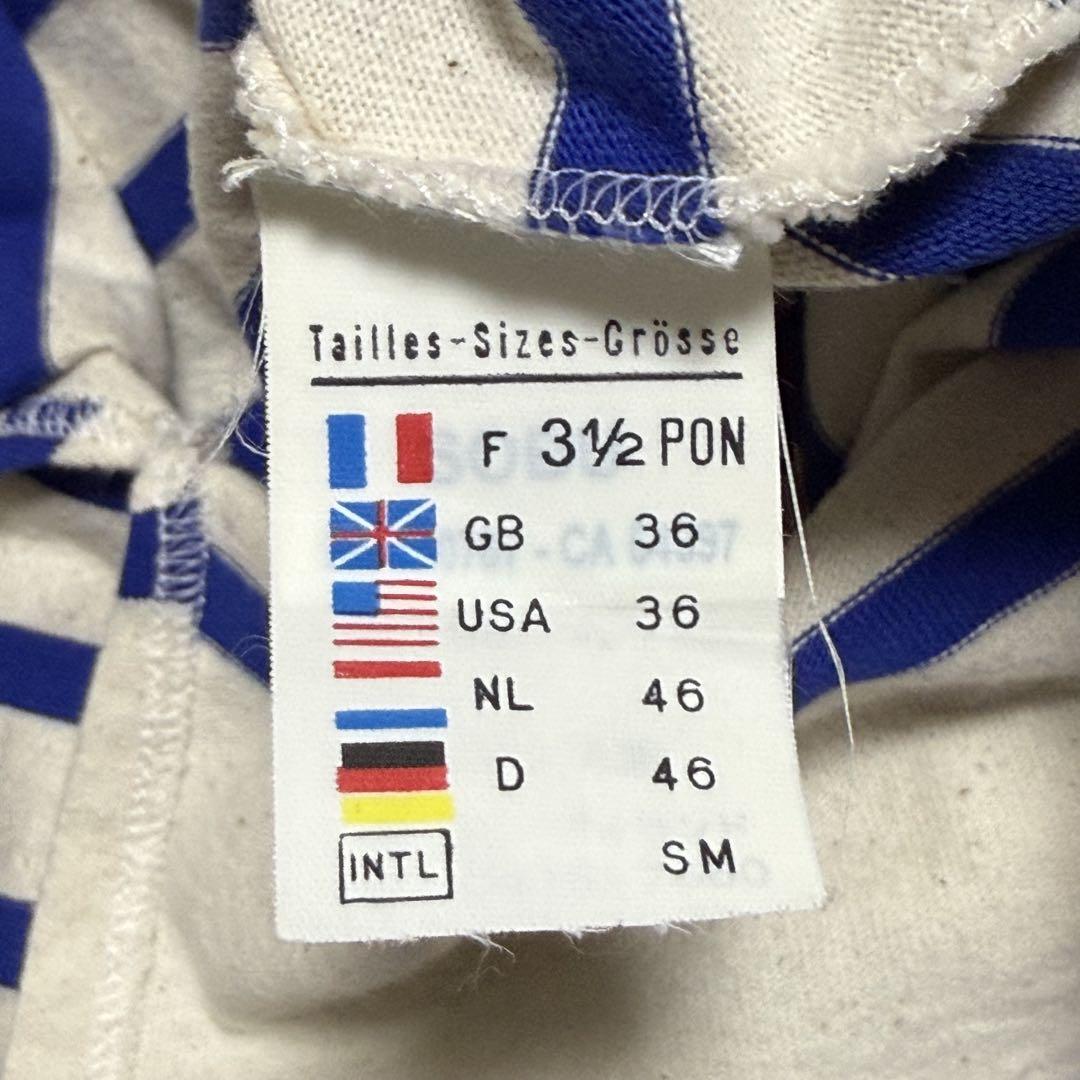 Tailles-Sizes-Grösse
F 3½ PON
GB 36
USA 36
NL 46
D 46
INTL SM